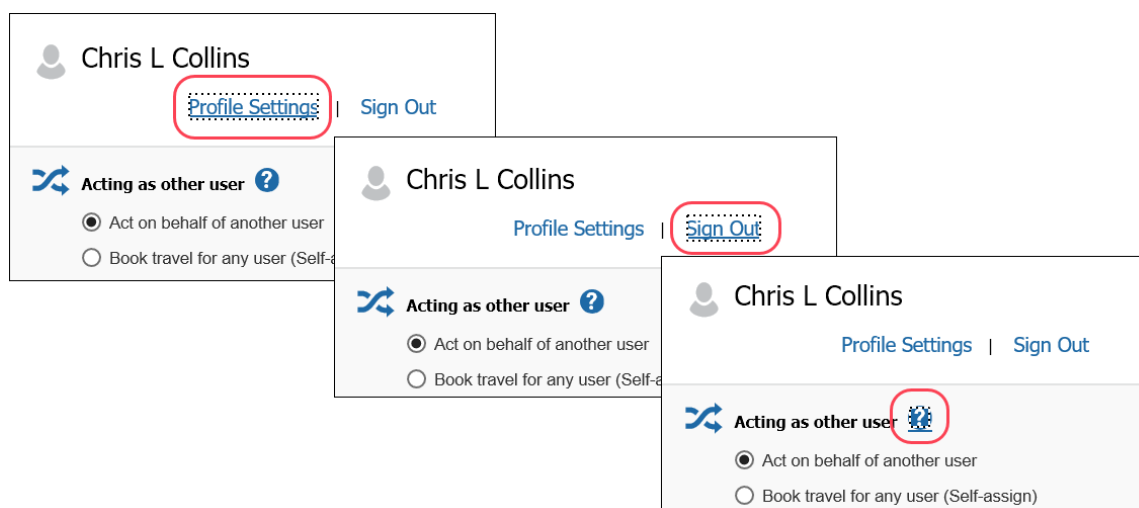 Chris L Collins
Profile Settings | Sign Out
Acting as other user ?
Act on behalf of another user
Book travel for any user (Self-a
Chris L Collins
Profile Settings | Sign Out
Acting as other user ?
Act on behalf of another user
Book travel for any user (Self-a
Chris L Collins
Profile Settings | Sign Out
Acting as other user ?
Act on behalf of another user
Book travel for any user (Self-assign)